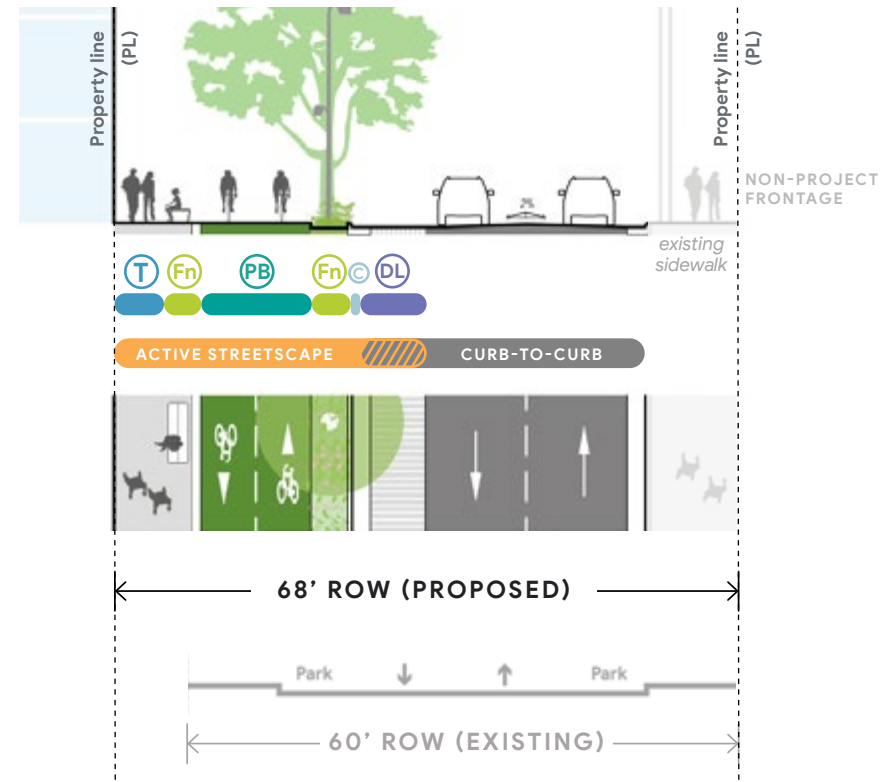 Property line
(PL)
Property line
(PL)
NON-PROJECT
FRONTAGE
existing
sidewalk
T Fn PB Fn C DL
ACTIVE STREETSCAPE CURB-TO-CURB
68’ ROW (PROPOSED)
Park Park
60’ ROW (EXISTING)